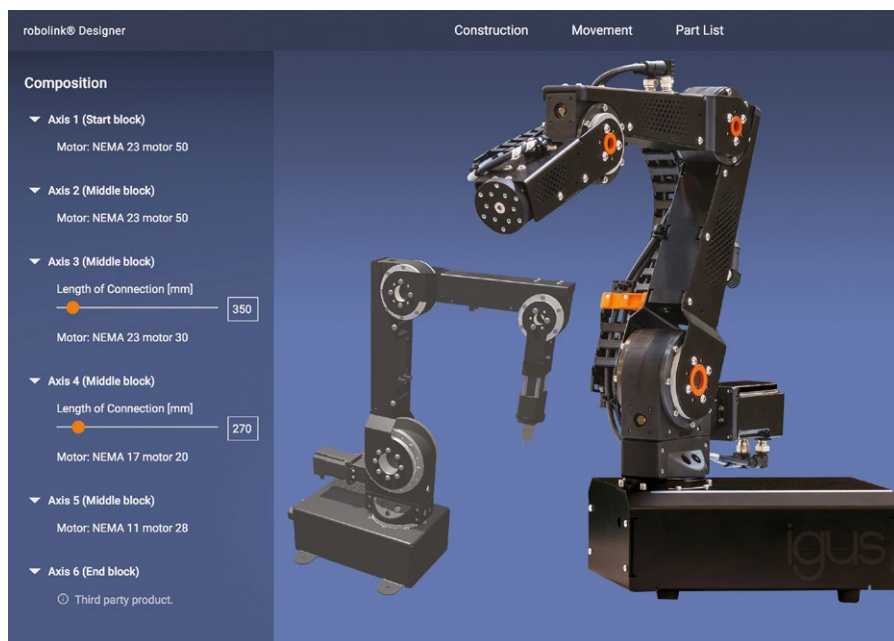 robolink® Designer
Construction
Movement
Part List
Composition
Axis 1 (Start block)
Motor: NEMA 23 motor 50
Axis 2 (Middle block)
Motor: NEMA 23 motor 50
Axis 3 (Middle block)
Length of Connection [mm]
350
Motor: NEMA 23 motor 30
Axis 4 (Middle block)
Length of Connection [mm]
270
Motor: NEMA 17 motor 20
Axis 5 (Middle block)
Motor: NEMA 11 motor 28
Axis 6 (End block)
Third party product.
igus